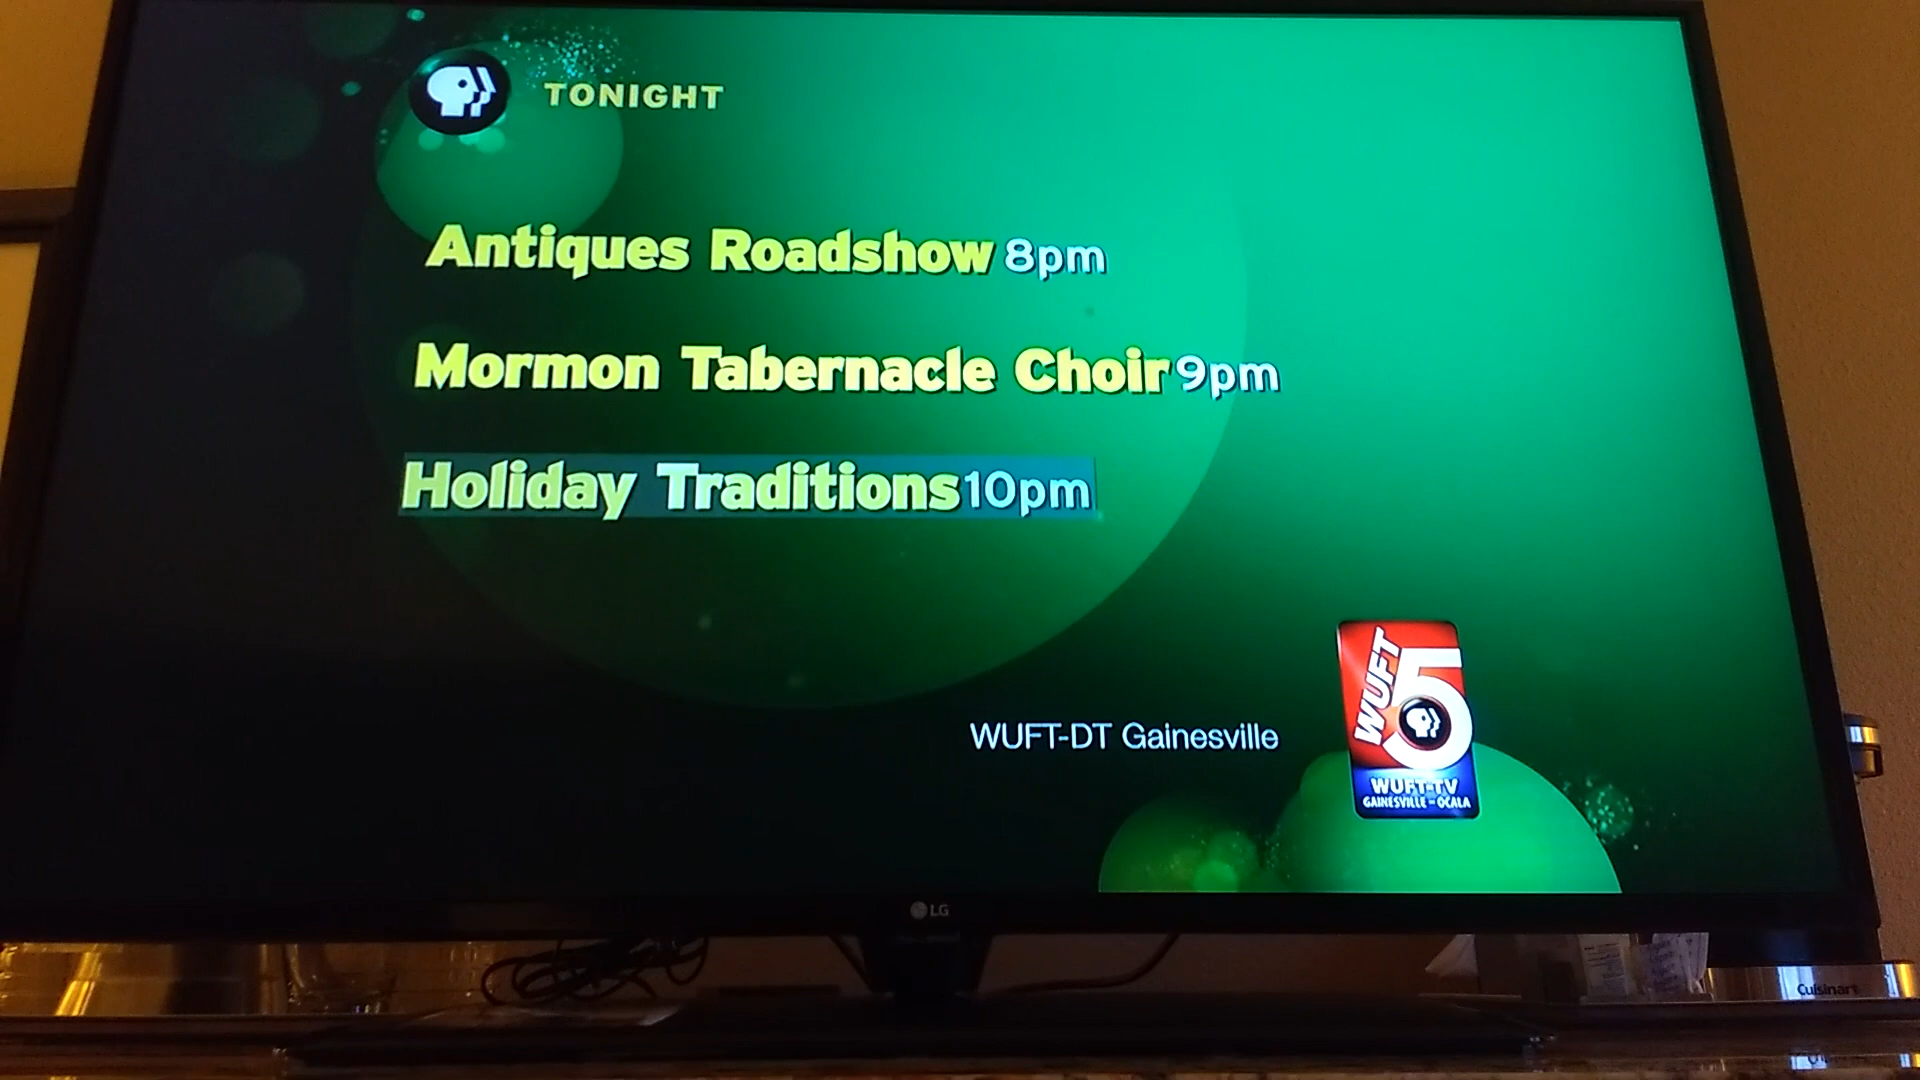 TONIGHT
Antiques Roadshow 8pm
Mormon Tabernacle Choir 9pm
Holiday Traditions 10pm
WUFT-DT Gainesville
WUFT 5
WUFT-TV
GAINESVILLE - OCALA
LG
Cuisinart